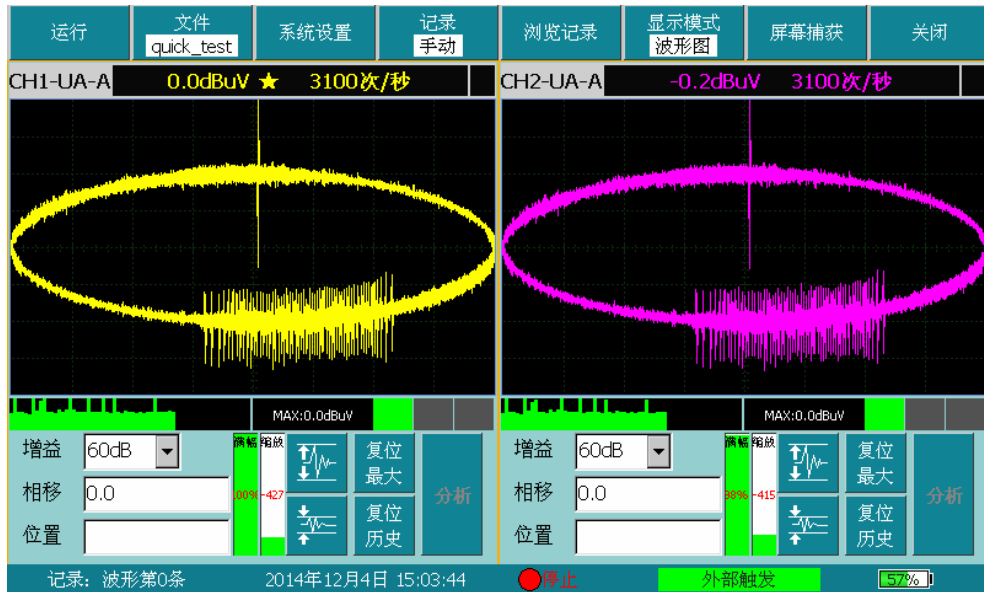 运行
文件
quick_test
系统设置
记录
手动
浏览记录
显示模式
波形图
屏幕捕获
关闭
CH1-UA-A 0.0dBuV ★ 3100次/秒
CH2-UA-A -0.2dBuV 3100次/秒
MAX:0.0dBuV
MAX:0.0dBuV
增益 60dB
相移 0.0
位置
满幅 缩放
100% -427
复位
最大
复位
历史
分析
增益 60dB
相移 0.0
位置
满幅 缩放
98% -415
复位
最大
复位
历史
分析
记录: 波形第0条 2014年12月4日 15:03:44 停止 外部触发 57%